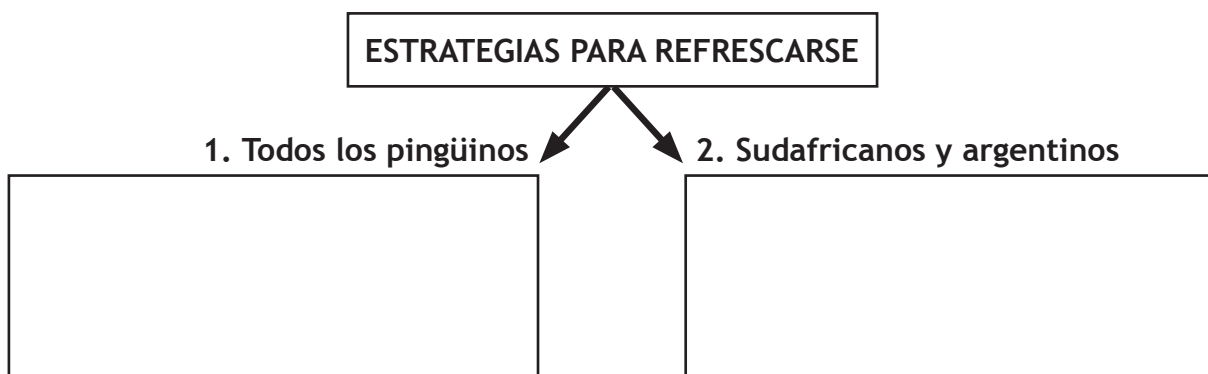 ESTRATEGIAS PARA REFRESCARSE
1. Todos los pingüinos
2. Sudafricanos y argentinos